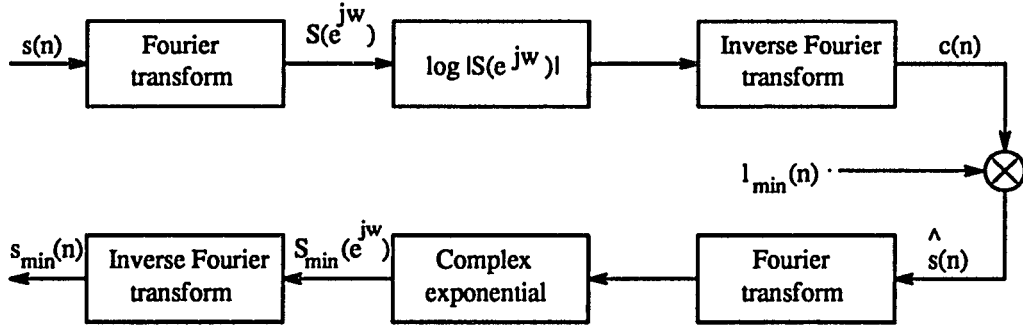 s(n)
Fourier
transform
S(e^jw)
log |S(e^jw)|
Inverse Fourier
transform
c(n)
l_min(n)
s_min(n)
Inverse Fourier
transform
S_min(e^jw)
Complex
exponential
Fourier
transform
ŝ(n)